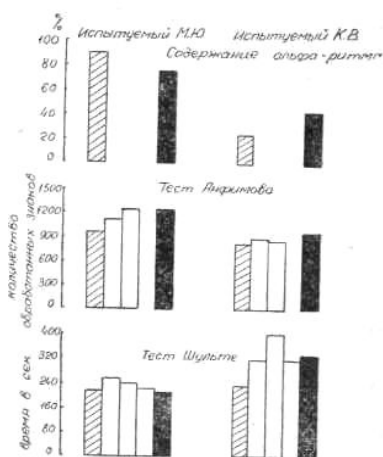 Испытуемый М.Ю Испытуемый К.В.
%
100
Содержание альфа-ритма
80
60
40
20
0
1500
Тест Анфимова
1200
900
600
300
0
количество
обработанных знаков
400
320
Тест Шульте
240
160
80
0
время в сек